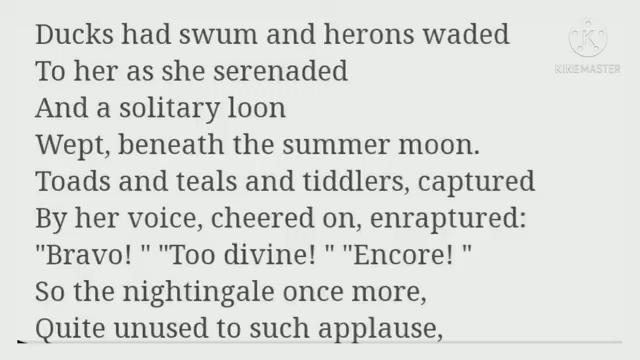 Ducks had swum and herons waded
To her as she serenaded
And a solitary loon
Wept, beneath the summer moon.
Toads and teals and tiddlers, captured
By her voice, cheered on, enraptured:
"Bravo! " "Too divine! " "Encore! "
So the nightingale once more,
Quite unused to such applause,
KINEMASTER